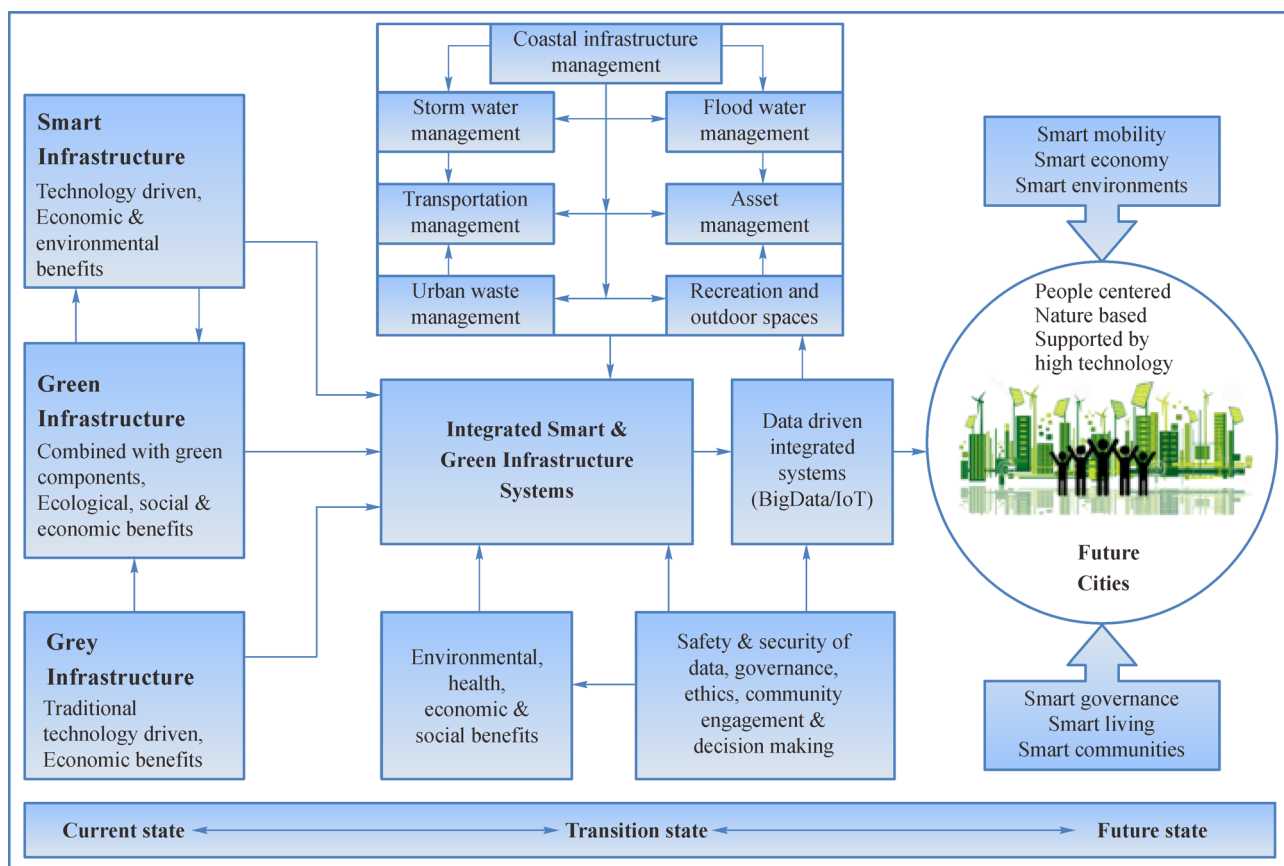 Smart
Infrastructure
Technology driven,
Economic &
environmental
benefits
Green
Infrastructure
Combined with green
components,
Ecological, social &
economic benefits
Grey
Infrastructure
Traditional
technology driven,
Economic benefits
Coastal infrastructure
management
Storm water
management
Flood water
management
Transportation
management
Asset
management
Urban waste
management
Recreation and
outdoor spaces
Integrated Smart &
Green Infrastructure
Systems
Data driven
integrated
systems
(BigData/IoT)
Environmental,
health,
economic &
social benefits
Safety & security of
data, governance,
ethics, community
engagement &
decision making
Smart mobility
Smart economy
Smart environments
People centered
Nature based
Supported by
high technology
Future
Cities
Smart governance
Smart living
Smart communities
Current state
Transition state
Future state